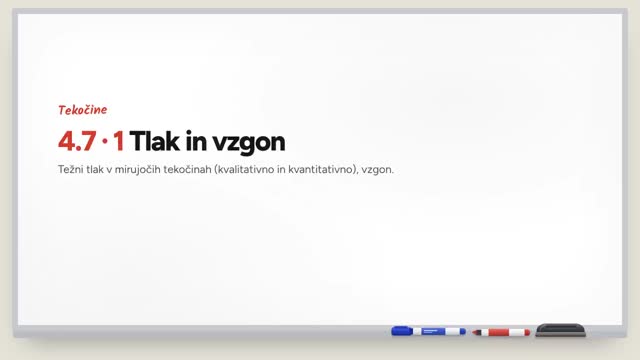 Tekočine
4.7 · 1 Tlak in vzgon
Težni tlak v mirujočih tekočinah (kvalitativno in kvantitativno), vzgon.